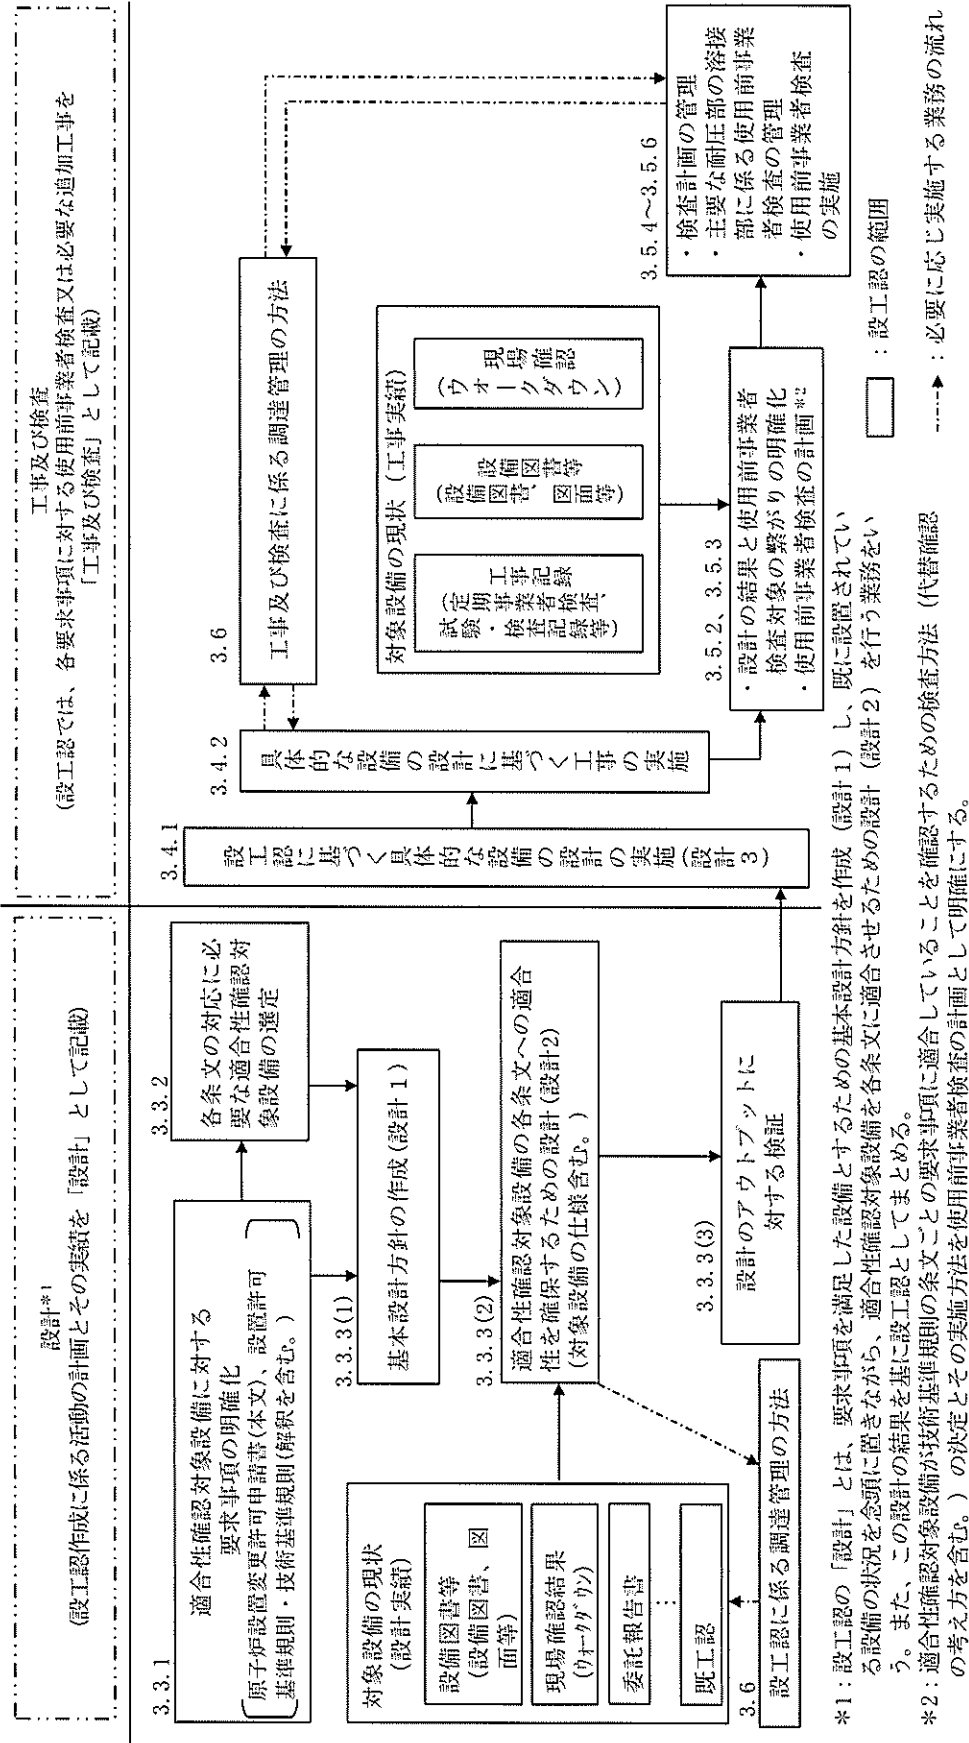 設計*1
(設工認作成に係る活動の計画とその実績を「設計」として記載)
工事及び検査
(設工認では、各要求事項に対する使用前事業者検査又は必要な追加工事を
「工事及び検査」として記載)
3.3.1
適合性確認対象設備に対する
要求事項の明確化
原子炉設置変更許可申請書(本文)、設置許可
基準規則・技術基準規則(解釈を含む。)
3.3.2
各条文の対応に必
要な適合性確認対
象設備の選定
3.3.3(1)
基本設計方針の作成(設計1)
3.3.3(2)
適合性確認対象設備の各条文への適合
性を確保するための設計(設計2)
(対象設備の仕様含む。)
3.3.3(3)
設計のアウトプットに
対する検証
対象設備の現状
(設計実績)
設備図書等
(設備図書、図
面等)
現場確認結果
(ウォークダウン)
委託報告書
……
既工認
3.6
設工認に係る調達管理の方法
3.4.1
設工認に基づく具体的な設備の設計の実施(設計3)
3.4.2
具体的な設備の設計に基づく工事の実施
3.6
工事及び検査に係る調達管理の方法
対象設備の現状(工事実績)
工事記録
(定期事業者検査、
試験・検査記録等)
設備図書等
(設備図書、図面等)
現場確認
(ウォークダウン)
3.5.2、3.5.3
・設計の結果と使用前事業者
検査対象の繋がりの明確化
・使用前事業者検査の計画*2
3.5.4~3.5.6
・検査計画の管理
・主要な耐圧部の溶接
部に係る使用前事業
者検査の管理
・使用前事業者検査
の実施
:設工認の範囲
:必要に応じ実施する業務の流れ
*1:設工認の「設計」とは、要求事項を満足した設備とするための基本設計方針を作成(設計1)し、既に設置されてい
る設備の状況を念頭に置きながら、適合性確認対象設備を各条文に適合させるための設計(設計2)を行う業務をい
う。また、この設計の結果を基に設工認としてまとめる。
*2:適合性確認対象設備が技術基準規則の条文ごとの要求事項に適合していることを確認するための検査方法(代替確認
の考え方を含む。)の決定とその実施方法を使用前事業者検査の計画として明確にする。